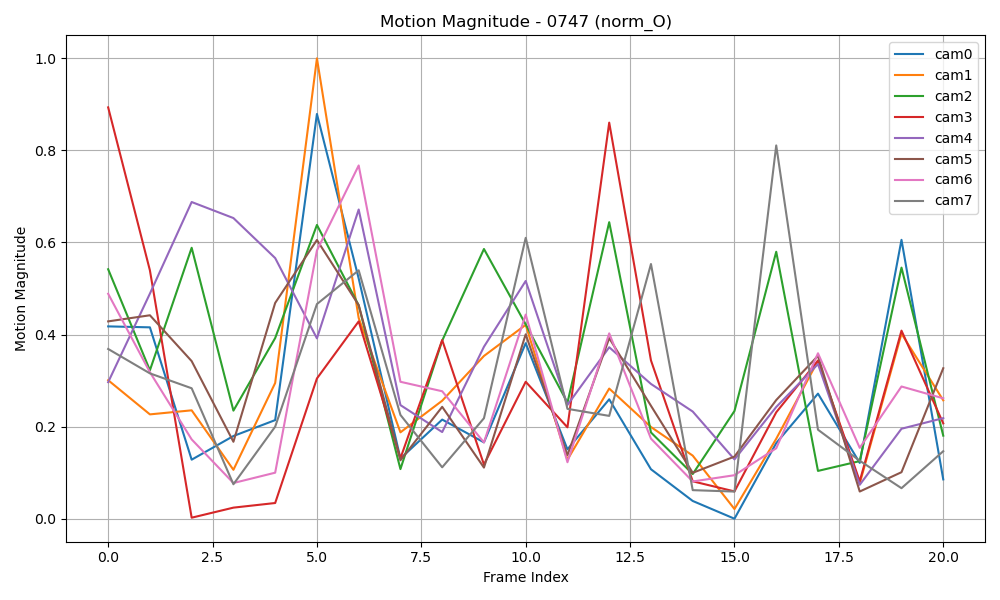 Motion Magnitude - 0747 (norm_O)
cam0
cam1
cam2
cam3
cam4
cam5
cam6
cam7
Motion Magnitude
1.0
0.8
0.6
0.4
0.2
0.0
0.0 2.5 5.0 7.5 10.0 12.5 15.0 17.5 20.0
Frame Index